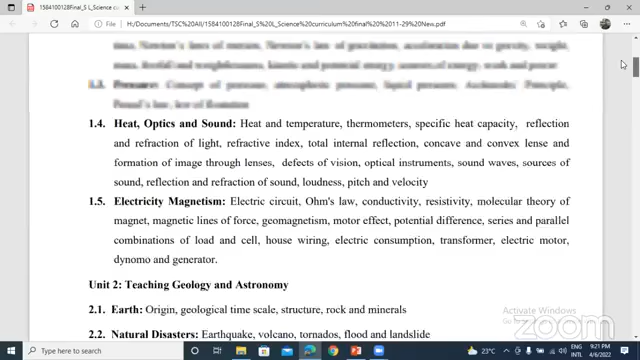 1584100128Final_S L_Science c
H:/Documents/TSC%20All/1584100128Final_S%20L_Science%20curriculum%20final%20%2011-29%20New.pdf
1.4. Heat, Optics and Sound: Heat and temperature, thermometers, specific heat capacity, reflection
and refraction of light, refractive index, total internal reflection, concave and convex lense and
formation of image through lenses, defects of vision, optical instruments, sound waves, sources of
sound, reflection and refraction of sound, loudness, pitch and velocity
1.5. Electricity Magnetism: Electric circuit, Ohm's law, conductivity, resistivity, molecular theory of
magnet, magnetic lines of force, geomagnetism, motor effect, potential difference, series and parallel
combinations of load and cell, house wiring, electric consumption, transformer, electric motor,
dynomo and generator.
Unit 2: Teaching Geology and Astronomy
2.1. Earth: Origin, geological time scale, structure, rock and minerals
2.2. Natural Disasters: Earthquake, volcano, tornados, flood and landslide
Activate Windows
zoom
Type here to search
23°C
ENG
INTL
9:21 PM
4/6/2022